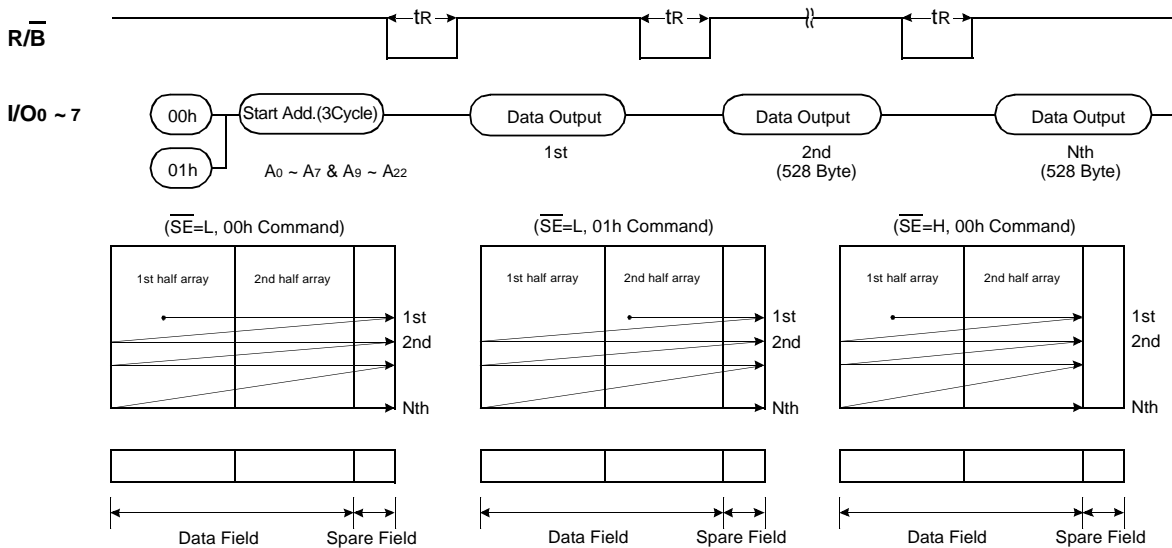 tR tR tR
R/B
I/O0 ~ 7 00h Start Add.(3Cycle) Data Output Data Output Data Output
01h
A0 ~ A7 & A9 ~ A22 1st 2nd Nth
(528 Byte) (528 Byte)
(SE=L, 00h Command) (SE=L, 01h Command) (SE=H, 00h Command)
1st half array 2nd half array 1st half array 2nd half array 1st half array 2nd half array
1st 1st 1st
2nd 2nd 2nd
Nth Nth Nth
Data Field Spare Field Data Field Spare Field Data Field Spare Field